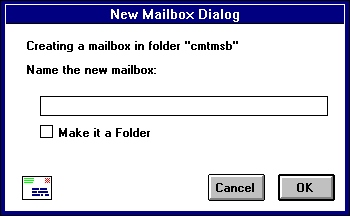 New Mailbox Dialog
Creating a mailbox in folder "cmtmsb"
Name the new mailbox:
Make it a Folder
Cancel
OK